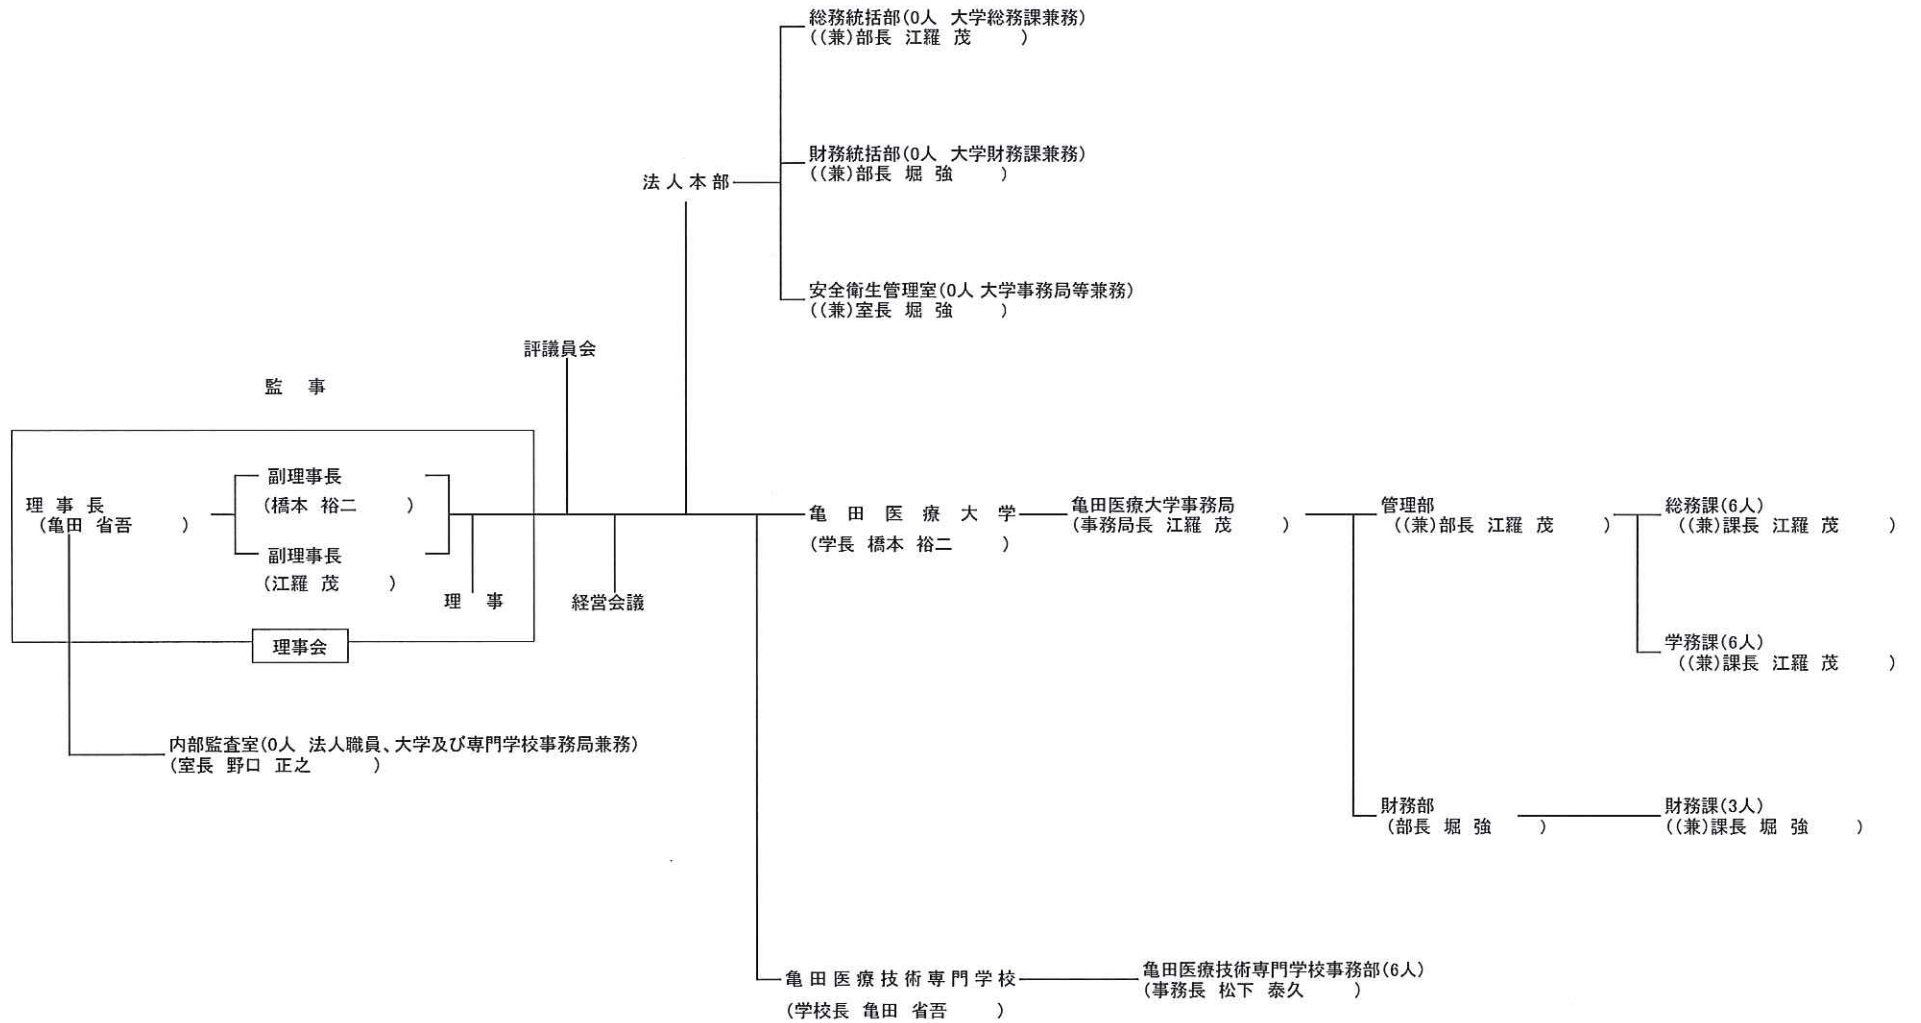 総務統括部(0人 大学総務課兼務)
((兼)部長 江羅 茂 )
財務統括部(0人 大学財務課兼務)
((兼)部長 堀 強 )
法人本部
安全衛生管理室(0人 大学事務局等兼務)
((兼)室長 堀 強 )
評議員会
監 事
理 事 長
(亀田 省吾 )
副理事長
(橋本 裕二 )
副理事長
(江羅 茂 )
理 事
経営会議
理事会
内部監査室(0人 法人職員、大学及び専門学校事務局兼務)
(室長 野口 正之 )
亀 田 医 療 大 学
(学長 橋本 裕二 )
亀田医療大学事務局
(事務局長 江羅 茂 )
管理部
((兼)部長 江羅 茂 )
総務課(6人)
((兼)課長 江羅 茂 )
学務課(6人)
((兼)課長 江羅 茂 )
財務部
(部長 堀 強 )
財務課(3人)
((兼)課長 堀 強 )
亀田医療技術専門学校
(学校長 亀田 省吾 )
亀田医療技術専門学校事務部(6人)
(事務長 松下 泰久 )